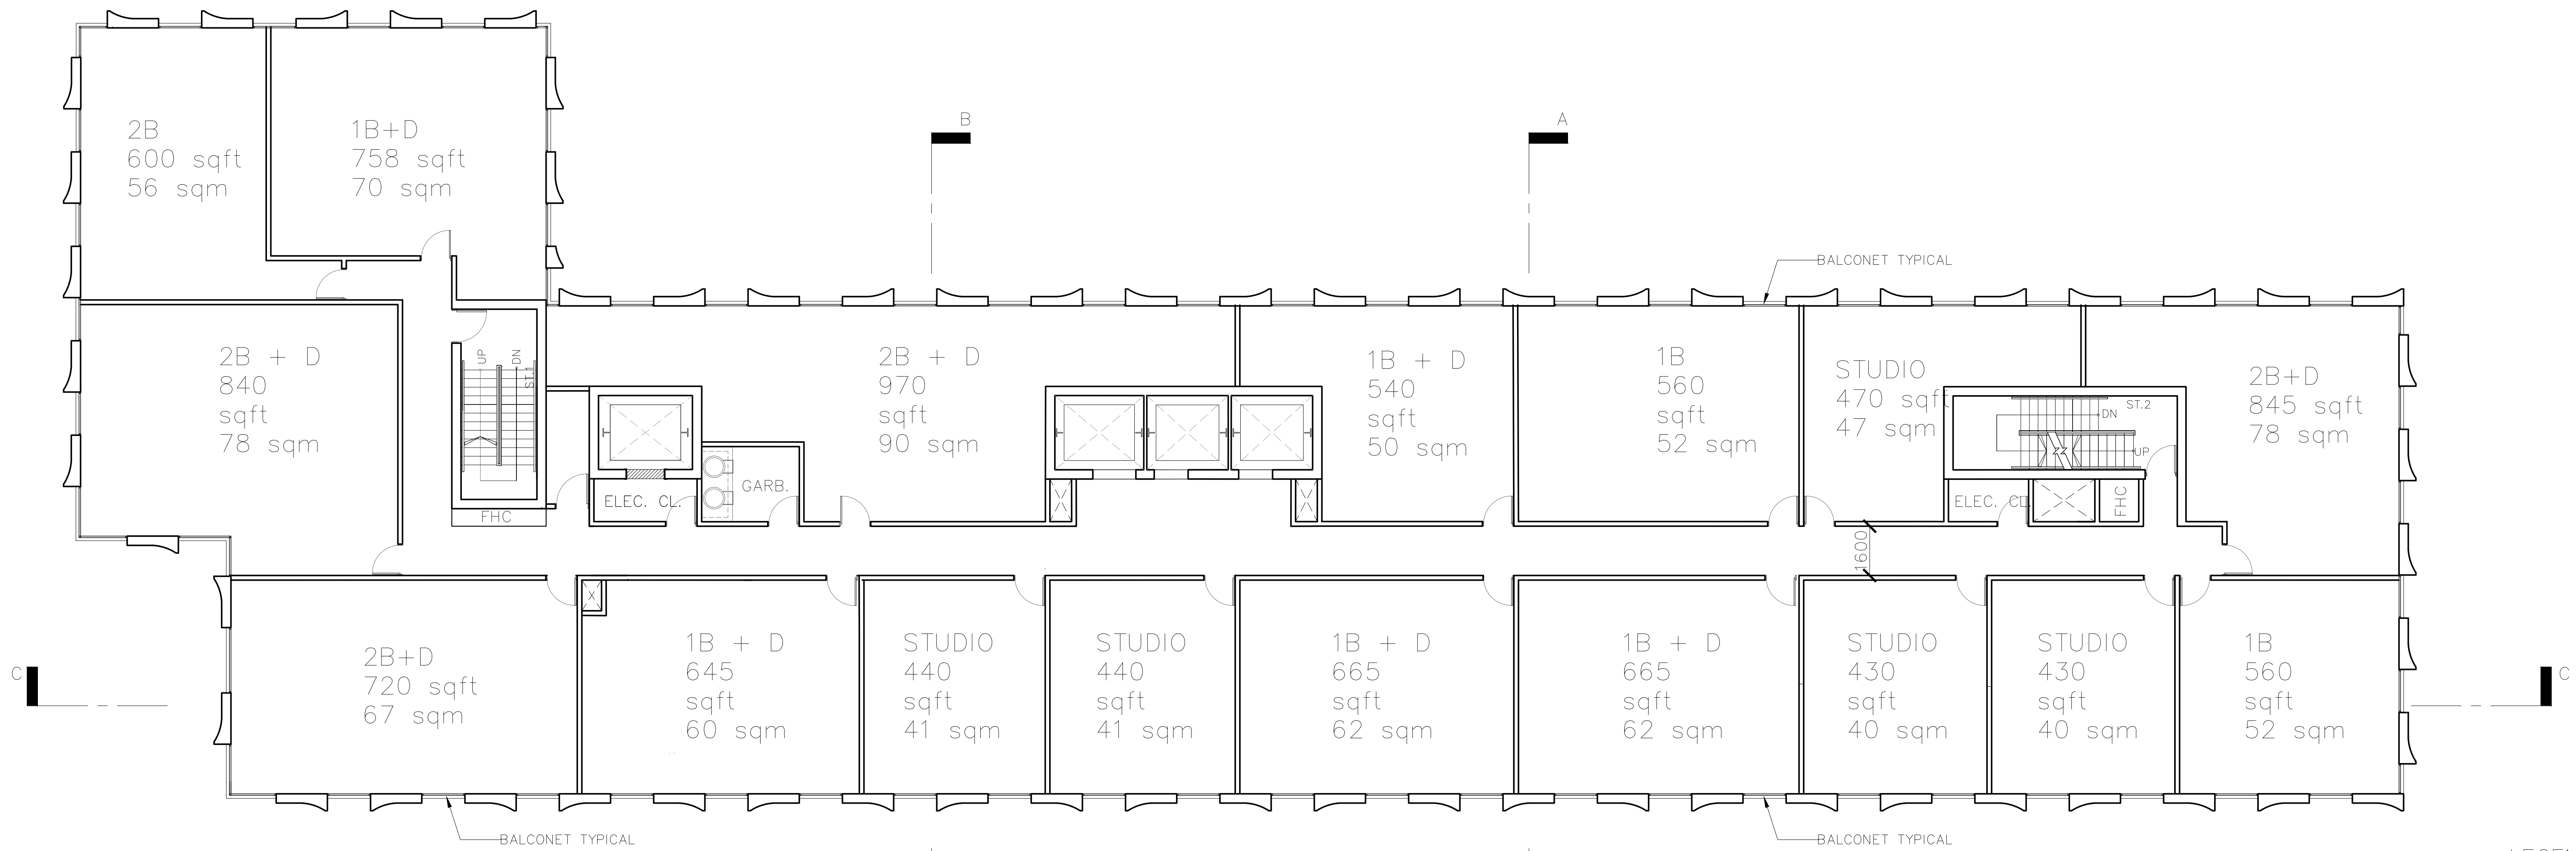 B
A
2B
600 sqft
56 sqm
1B+D
758 sqft
70 sqm
BALCONET TYPICAL
2B + D
840
sqft
78 sqm
UP
DN
ST.1
FHC
ELEC. CL.
GARB.
2B + D
970
sqft
90 sqm
1B + D
540
sqft
50 sqm
1B
560
sqft
52 sqm
STUDIO
470 sqft
47 sqm
ST.2
DN
UP
ELEC. CL.
FHC
2B+D
845 sqft
78 sqm
1600
C
2B+D
720 sqft
67 sqm
X
1B + D
645
sqft
60 sqm
STUDIO
440
sqft
41 sqm
STUDIO
440
sqft
41 sqm
1B + D
665
sqft
62 sqm
1B + D
665
sqft
62 sqm
STUDIO
430
sqft
40 sqm
STUDIO
430
sqft
40 sqm
1B
560
sqft
52 sqm
C
BALCONET TYPICAL
BALCONET TYPICAL